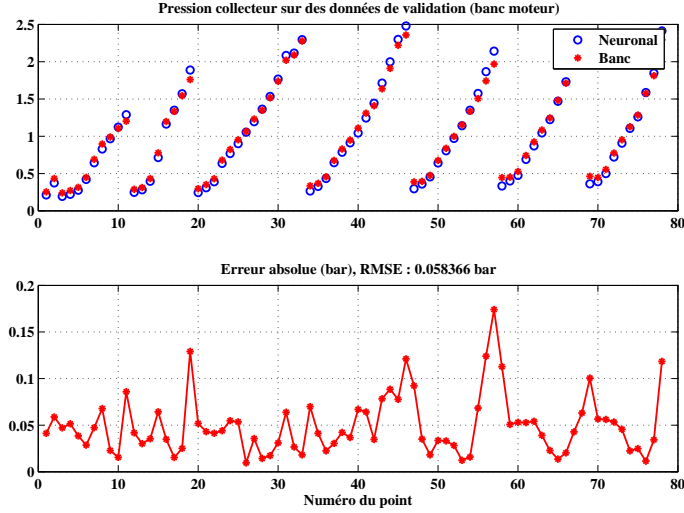 Pression collecteur sur des données de validation (banc moteur)
2.5
2
1.5
1
0.5
0
Neuronal
Banc
0 10 20 30 40 50 60 70 80
Erreur absolue (bar), RMSE : 0.058366 bar
0.2
0.15
0.1
0.05
0
0 10 20 30 40 50 60 70 80
Numéro du point